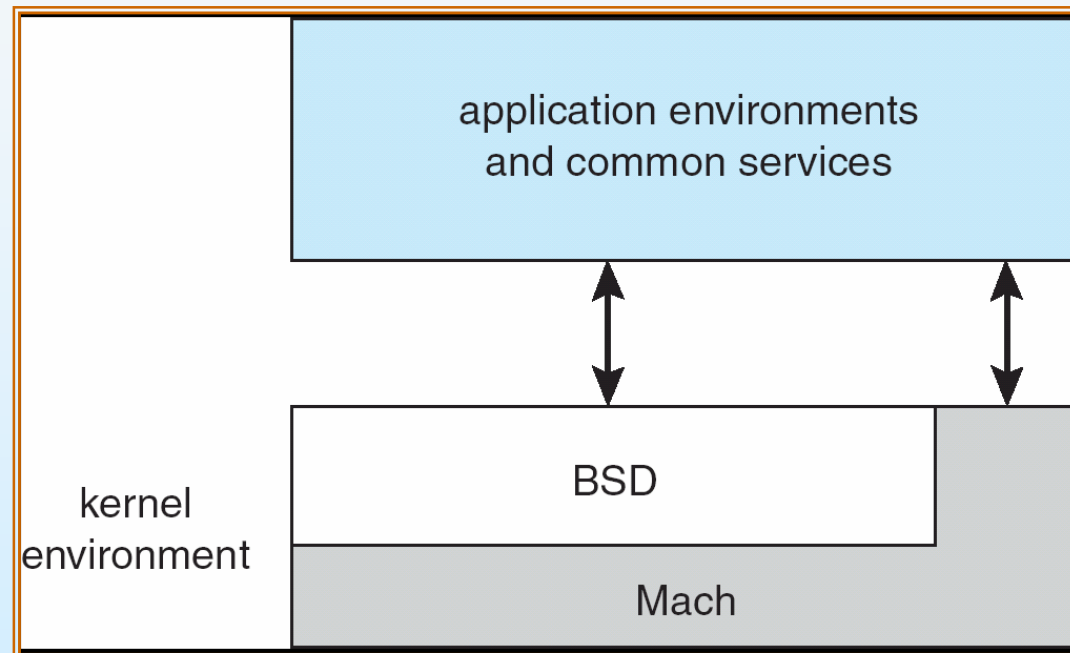 application environments
and common services
BSD
kernel
environment
Mach